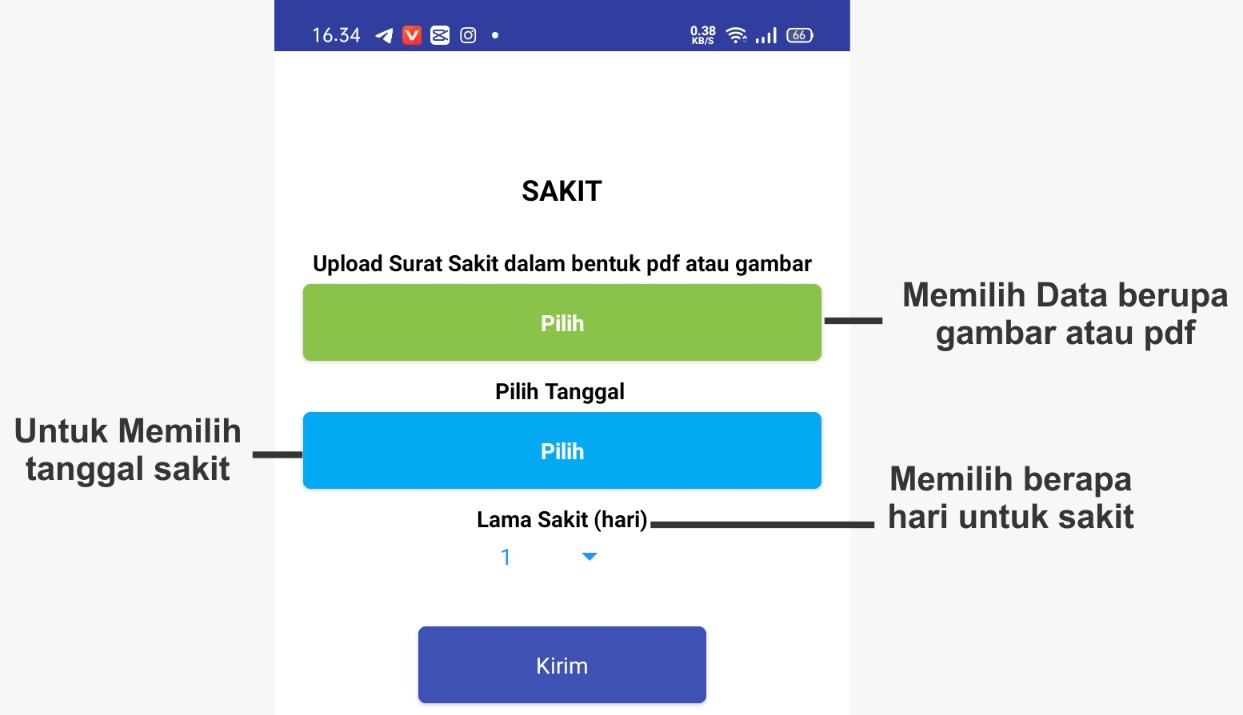 16.34
0.38
KB/S
66
SAKIT
Upload Surat Sakit dalam bentuk pdf atau gambar
Pilih
Memilih Data berupa
gambar atau pdf
Pilih Tanggal
Untuk Memilih
tanggal sakit
Pilih
Memilih berapa
hari untuk sakit
Lama Sakit (hari)
1
Kirim